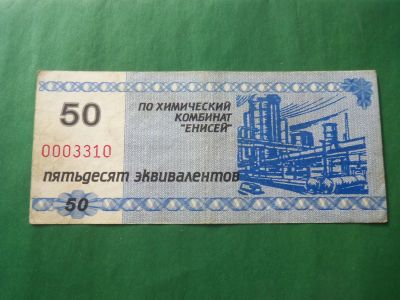 50
ПО ХИМИЧЕСКИЙ
КОМБИНАТ
"ЕНИСЕЙ"
0003310
пятьдесят эквивалентов
50